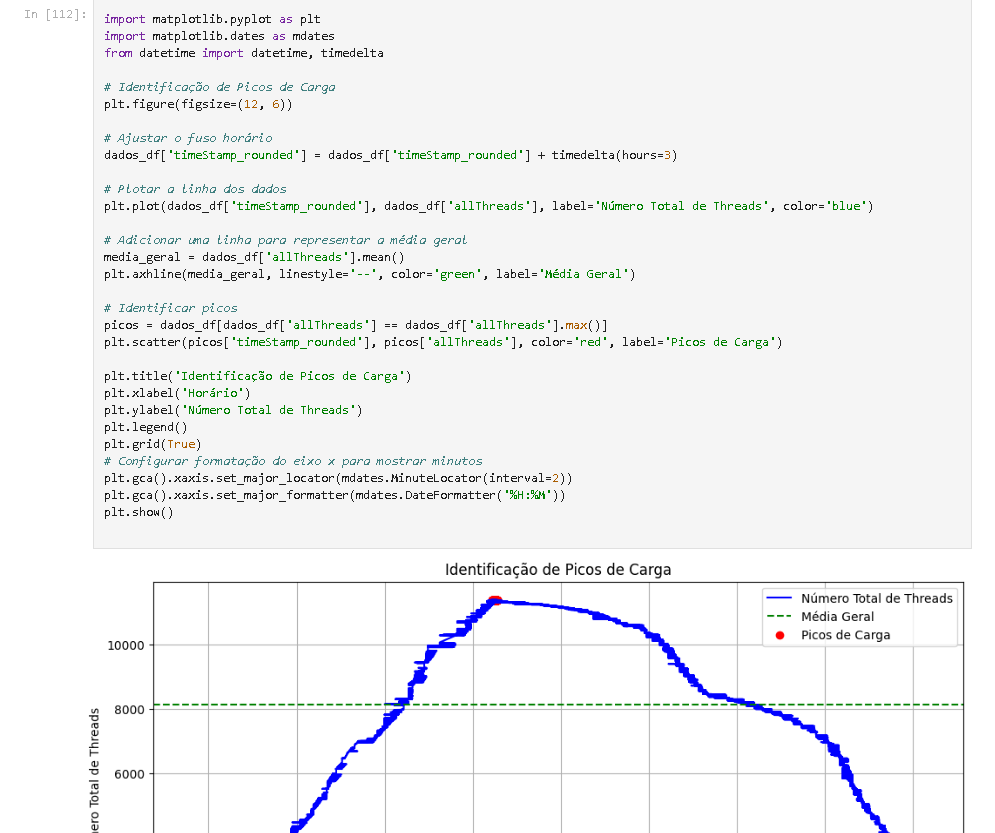 In [112]:
import matplotlib.pyplot as plt
import matplotlib.dates as mdates
from datetime import datetime, timedelta
# Identificação de Picos de Carga
plt.figure(figsize=(12, 6))
# Ajustar o fuso horário
dados_df['timeStamp_rounded'] = dados_df['timeStamp_rounded'] + timedelta(hours=3)
# Plotar a linha dos dados
plt.plot(dados_df['timeStamp_rounded'], dados_df['allThreads'], label='Número Total de Threads', color='blue')
# Adicionar uma linha para representar a média geral
media_geral = dados_df['allThreads'].mean()
plt.axhline(media_geral, linestyle='--', color='green', label='Média Geral')
# Identificar picos
picos = dados_df[dados_df['allThreads'] == dados_df['allThreads'].max()]
plt.scatter(picos['timeStamp_rounded'], picos['allThreads'], color='red', label='Picos de Carga')
plt.title('Identificação de Picos de Carga')
plt.xlabel('Horário')
plt.ylabel('Número Total de Threads')
plt.legend()
plt.grid(True)
# Configurar formatação do eixo x para mostrar minutos
plt.gca().xaxis.set_major_locator(mdates.MinuteLocator(interval=2))
plt.gca().xaxis.set_major_formatter(mdates.DateFormatter('%H:%M'))
plt.show()
Identificação de Picos de Carga
Número Total de Threads
Média Geral
Picos de Carga
10000
8000
6000
ero Total de Threads